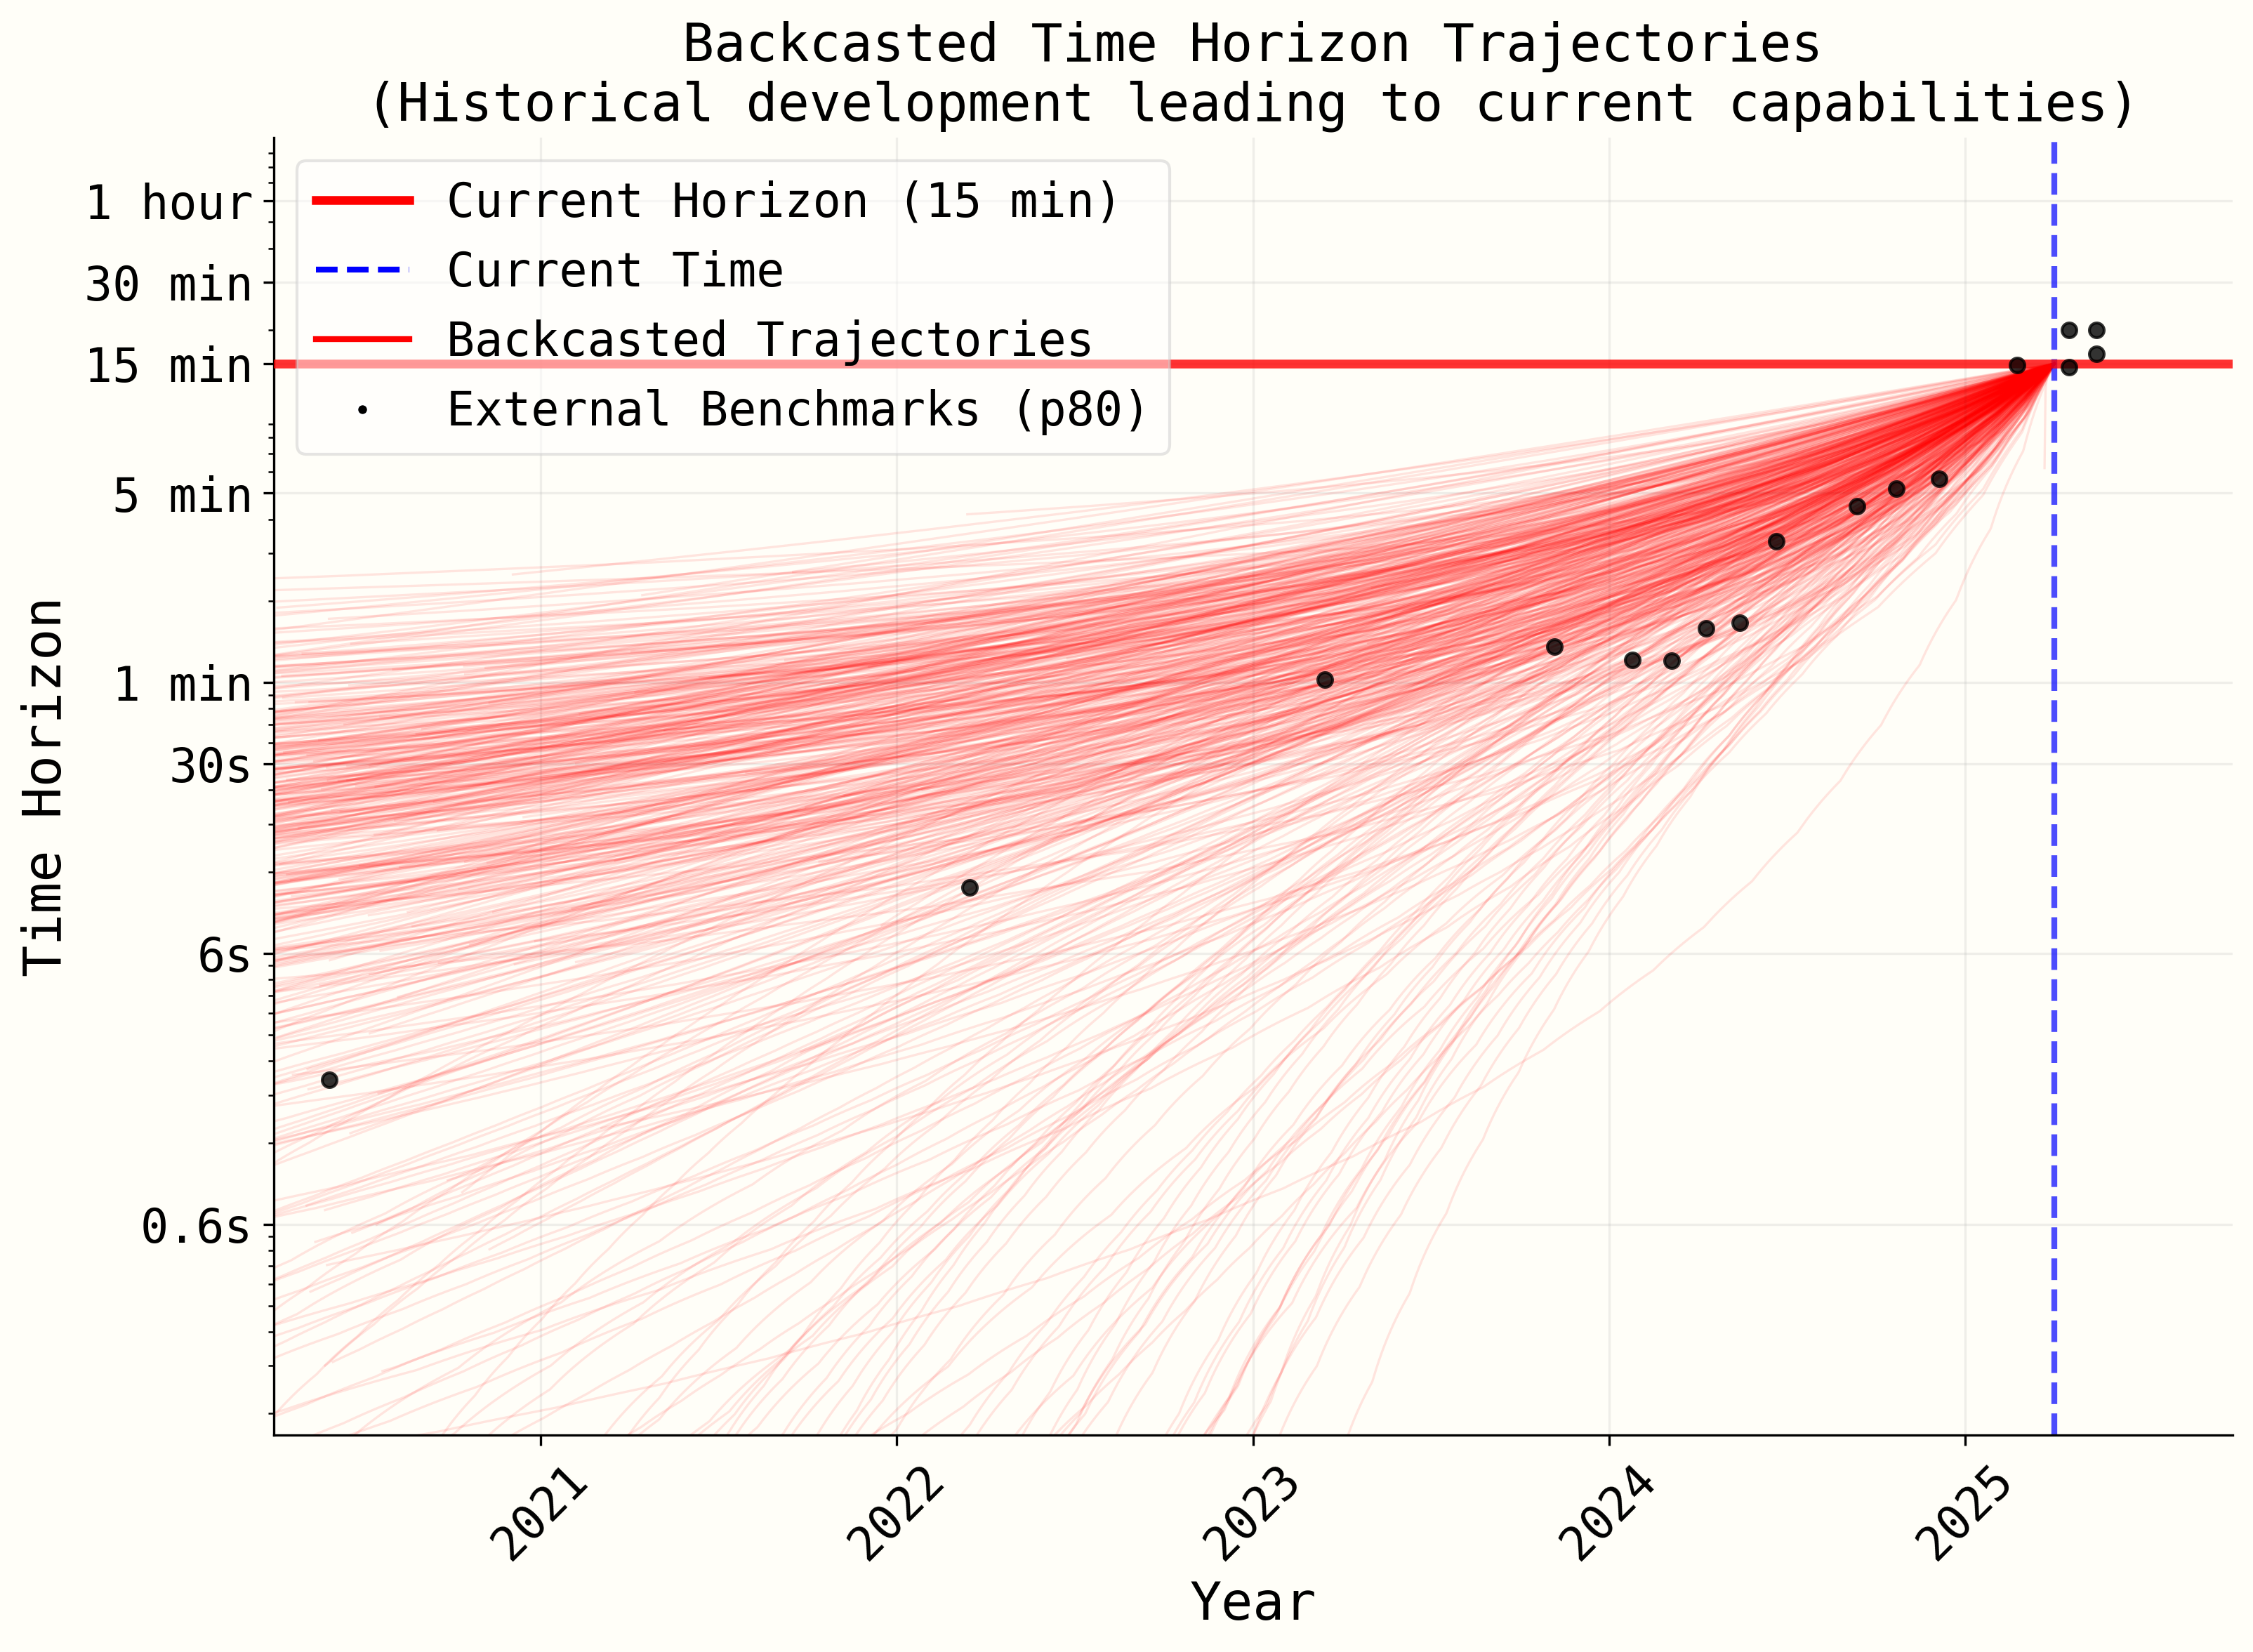 Backcasted Time Horizon Trajectories
(Historical development leading to current capabilities)
Current Horizon (15 min)
Current Time
Backcasted Trajectories
External Benchmarks (p80)
Time Horizon
1 hour
30 min
15 min
5 min
1 min
30s
6s
0.6s
2021
2022
2023
2024
2025
Year